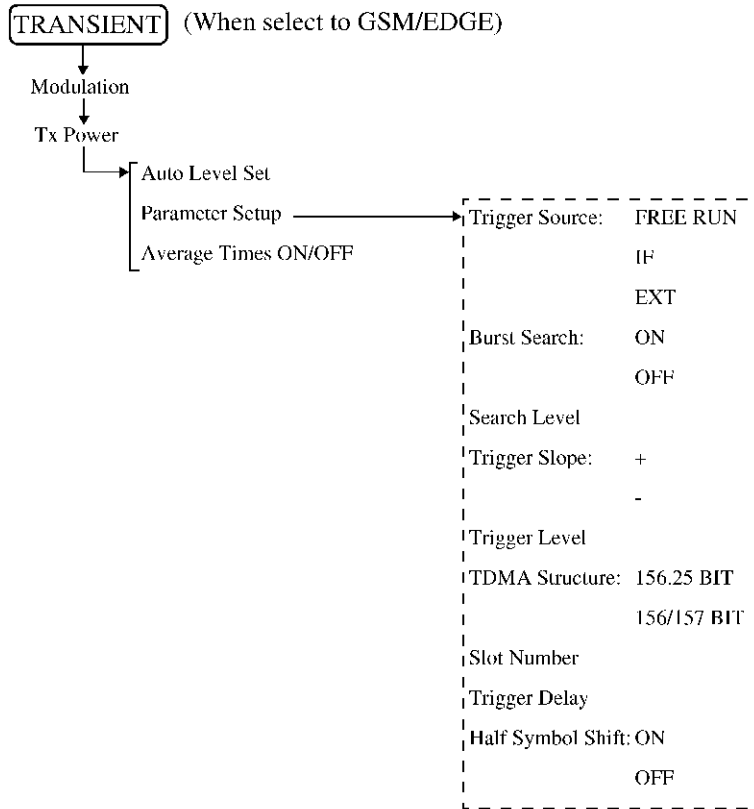 TRANSIENT (When select to GSM/EDGE)
Modulation
Tx Power
Auto Level Set
Parameter Setup
Average Times ON/OFF
Trigger Source: FREE RUN
IF
EXT
Burst Search: ON
OFF
Search Level
Trigger Slope: +
-
Trigger Level
TDMA Structure: 156.25 BIT
156/157 BIT
Slot Number
Trigger Delay
Half Symbol Shift: ON
OFF